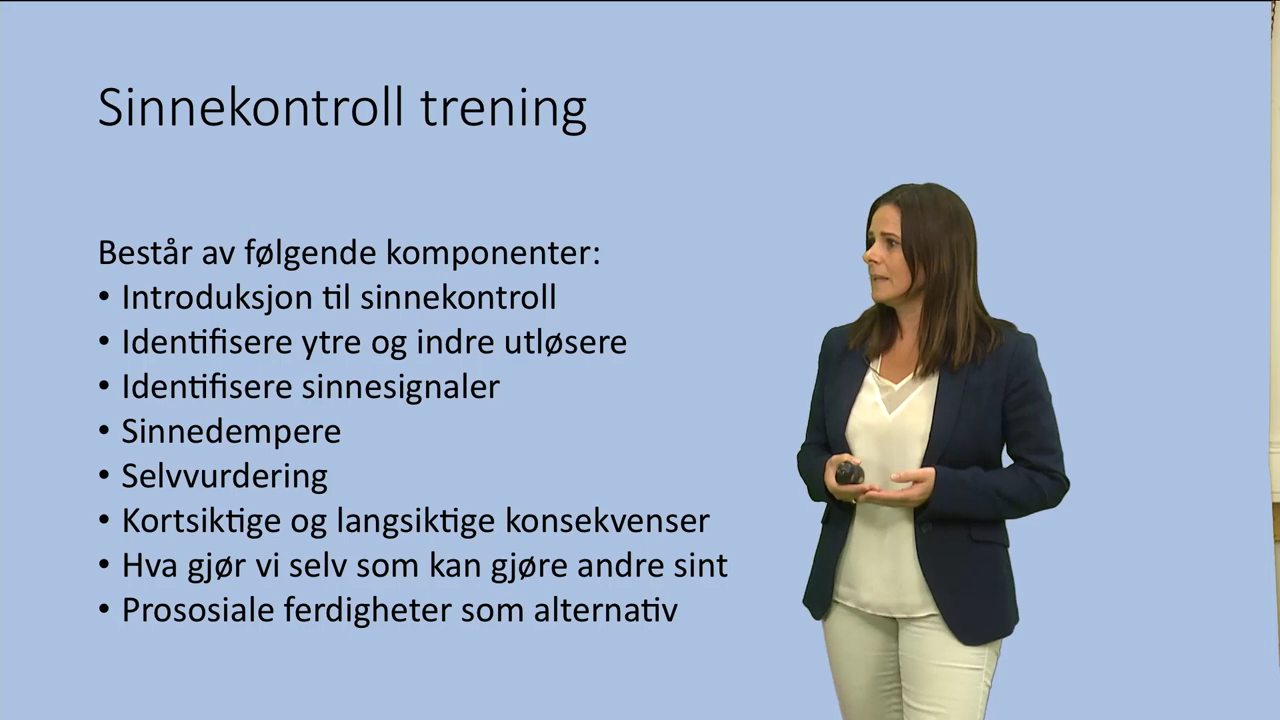 Sinnekontroll trening
Består av følgende komponenter:
• Introduksjon til sinnekontroll
• Identifisere ytre og indre utløsere
• Identifisere sinnesignaler
• Sinnedempere
• Selvvurdering
• Kortsiktige og langsiktige konsekvenser
• Hva gjør vi selv som kan gjøre andre sint
• Prososiale ferdigheter som alternativ